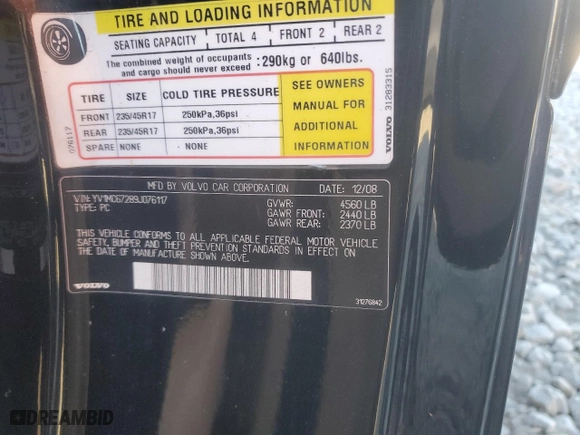 TIRE AND LOADING INFORMATION
SEATING CAPACITY TOTAL 4 FRONT 2 REAR 2
The combined weight of occupants and cargo should never exceed : 290kg or 640lbs.
TIRE SIZE COLD TIRE PRESSURE
FRONT 235/45R17 250kPa,36psi
REAR 235/45R17 250kPa,36psi
SPARE NONE NONE
SEE OWNERS
MANUAL FOR
ADDITIONAL
INFORMATION
076117
VOLVO 31283315
MFD BY VOLVO CAR CORPORATION DATE: 12/08
VIN: YV1MC67289J076117
TYPE: PC
GVWR: 4560 LB
GAWR FRONT: 2440 LB
GAWR REAR: 2370 LB
THIS VEHICLE CONFORMS TO ALL APPLICABLE FEDERAL MOTOR VEHICLE
SAFETY, BUMPER AND THEFT PREVENTION STANDARDS IN EFFECT ON
THE DATE OF MANUFACTURE SHOWN ABOVE.
VOLVO
31276842
DREAMBID